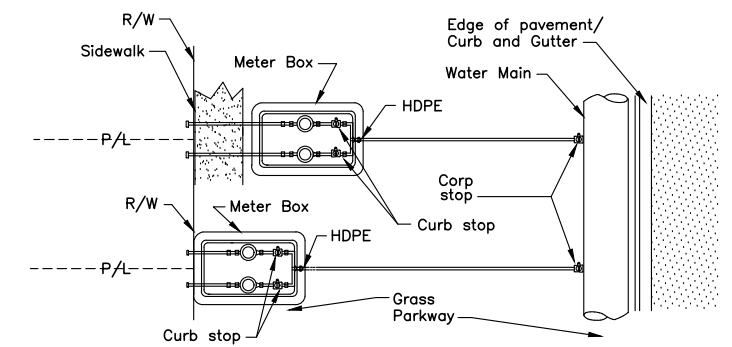 R/W
Edge of pavement/
Curb and Gutter
Sidewalk
Meter Box
Water Main
HDPE
P/L
Corp
stop
R/W
Meter Box
Curb stop
HDPE
P/L
Grass
Parkway
Curb stop